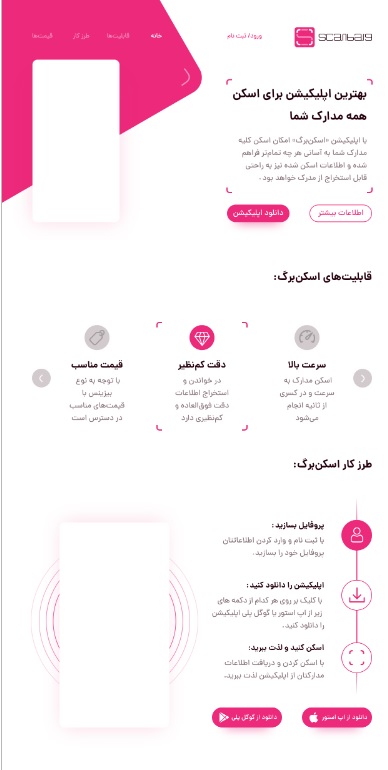 scanbarg
ورود/ ثبت نام
خانه
قابلیت‌ها
طرز کار
قیمت‌ها
بهترین اپلیکیشن برای اسکن
همه مدارک شما
با اپلیکیشن «اسکن‌برگ» امکان اسکن کلیه
مدارک شما به آسانی هر چه تمام‌تر فراهم
شده و اطلاعات اسکن شده نیز به راحتی
قابل استخراج از مدرک خواهد بود .
اطلاعات بیشتر
دانلود اپلیکیشن
قابلیت‌های اسکن‌برگ:
سرعت بالا
اسکن مدارک به
سرعت و در کسری
از ثانیه انجام
می‌شود
دقت کم‌نظیر
در خواندن و
استخراج اطلاعات
دقت فوق‌العاده و
کم‌نظیری دارد
قیمت مناسب
با توجه به نوع
بیزینس با
قیمت‌های مناسب
در دسترس است
طرز کار اسکن‌برگ:
پروفایل بسازید :
با ثبت نام و وارد کردن اطلاعاتتان
پروفایل خود را بسازید.
اپلیکیشن را دانلود کنید :
با کلیک بر روی هر کدام از دکمه های
زیر از اپ استور یا گوگل پلی اپلیکیشن
را دانلود کنید.
اسکن کنید و لذت ببرید:
با اسکن کردن و دریافت اطلاعات
مدارکتان از اپلیکیشن لذت ببرید.
دانلود از اپ استور
دانلود از گوگل پلی